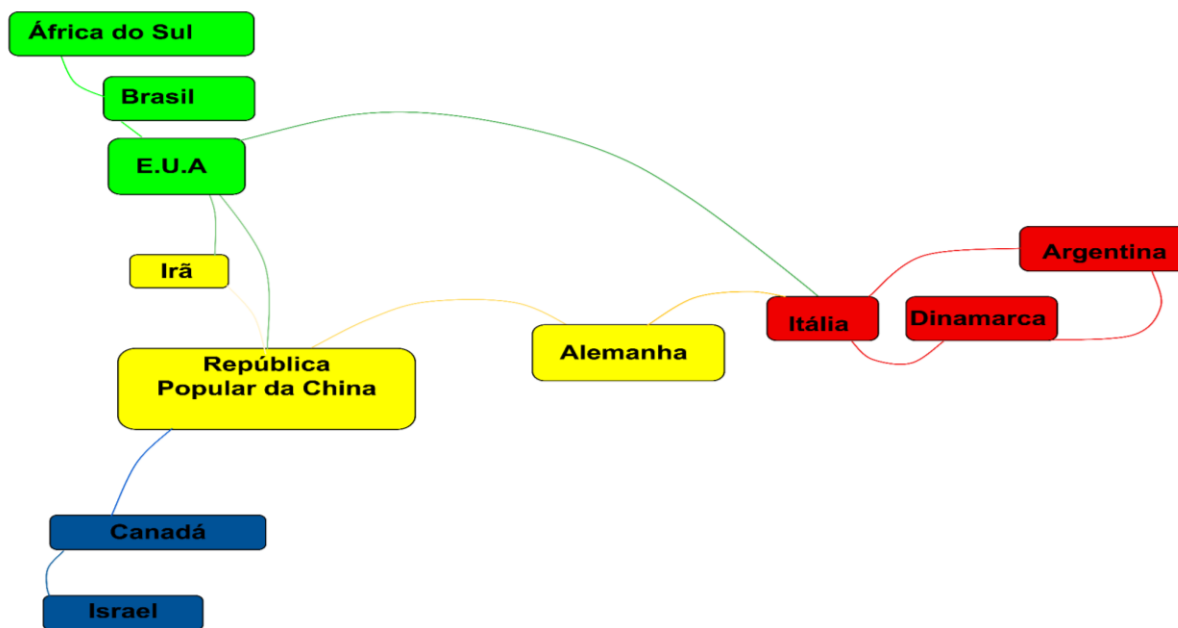 África do Sul
Brasil
E.U.A
Irã
Argentina
Itália
Dinamarca
Alemanha
República
Popular da China
Canadá
Israel